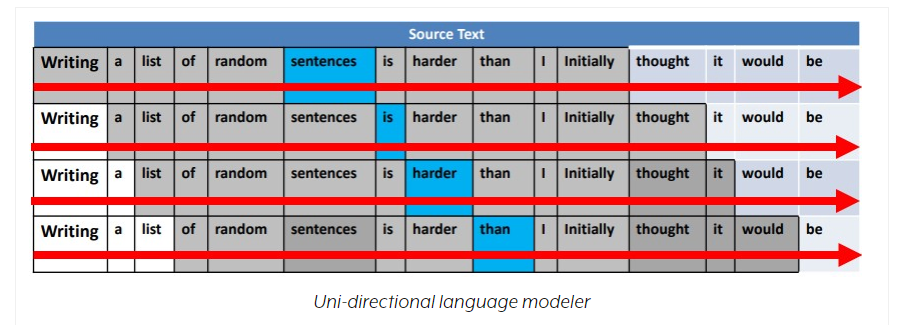 Source Text
Writing a list of random sentences is harder than I Initially thought it would be
Writing a list of random sentences is harder than I Initially thought it would be
Writing a list of random sentences is harder than I Initially thought it would be
Writing a list of random sentences is harder than I Initially thought it would be
Uni-directional language modeler